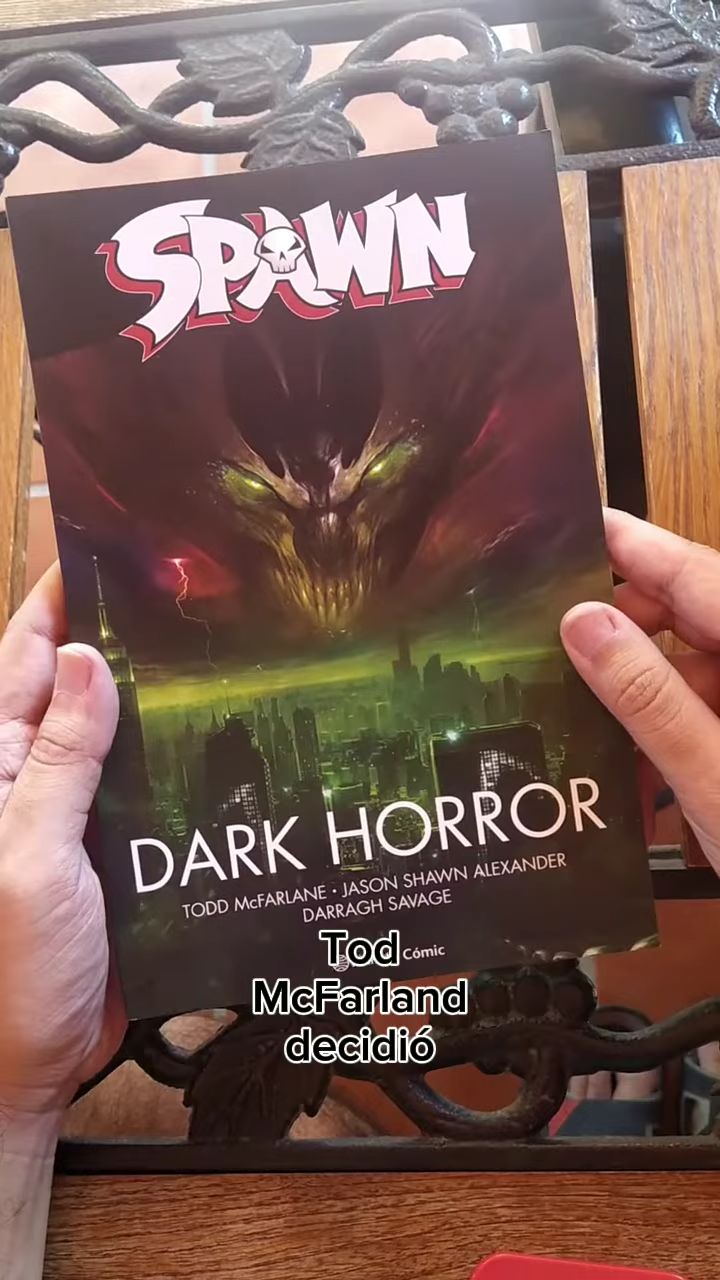 SPAWN
DARK HORROR
TODD McFARLANE · JASON SHAWN ALEXANDER
DARRAGH SAVAGE
Cómic
Tod
McFarland
decidió